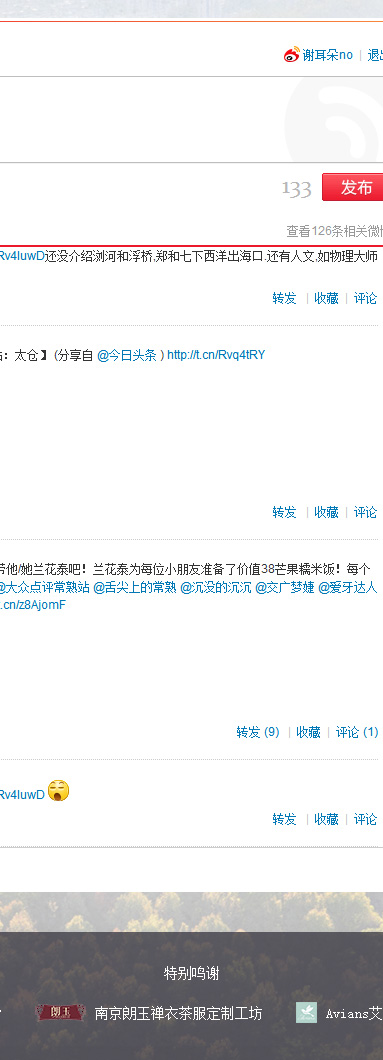 谢耳朵no | 退出
133 发布
查看126条相关微博
Rv4luwD还没介绍浏河和浮桥,郑和七下西洋出海口.还有人文,如物理大师
转发 | 收藏 | 评论
：太仓】 (分享自 @今日头条 ) http://t.cn/Rvq4tRY
转发 | 收藏 | 评论
带他/她兰花泰吧！兰花泰为每位小朋友准备了价值38芒果糯米饭！每个
@大众点评常熟站 @舌尖上的常熟 @沉没的沉沉 @交广梦婕 @爱牙达人
.cn/z8AjomF
转发 (9) | 收藏 | 评论 (1)
Rv4luwD
转发 | 收藏 | 评论
特别鸣谢
朗玉 南京朗玉禅衣茶服定制工坊 Avians艾